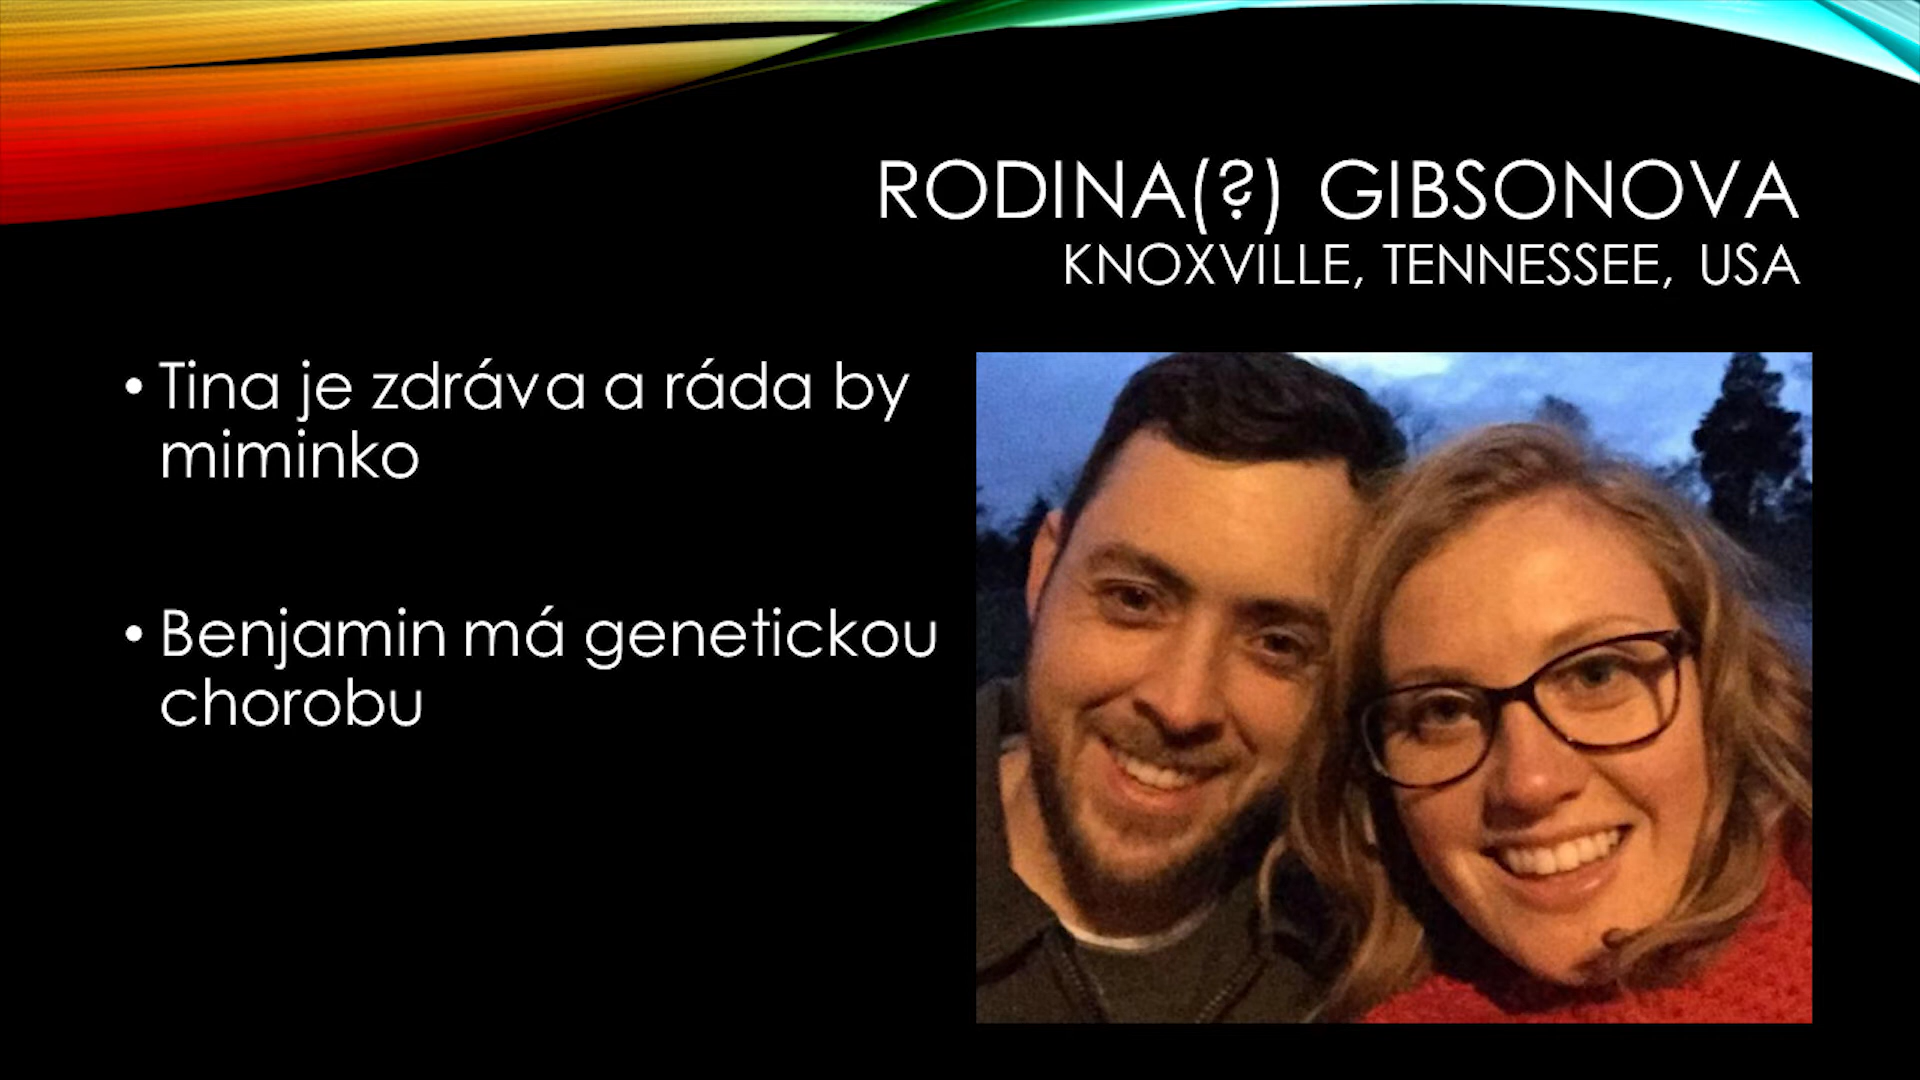 RODINA(?) GIBSONOVA
KNOXVILLE, TENNESSEE, USA
• Tina je zdráva a ráda by
miminko
• Benjamin má genetickou
chorobu